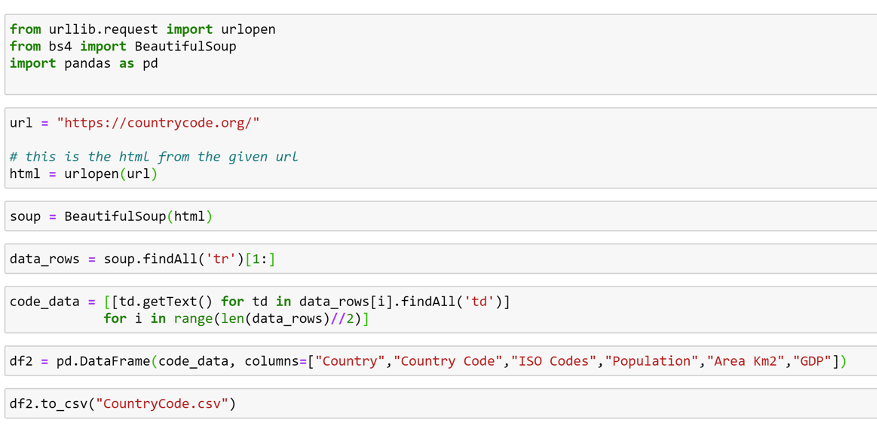 from urllib.request import urlopen
from bs4 import BeautifulSoup
import pandas as pd
url = "https://countrycode.org/"
# this is the html from the given url
html = urlopen(url)
soup = BeautifulSoup(html)
data_rows = soup.findAll('tr')[1:]
code_data = [[td.getText() for td in data_rows[i].findAll('td')]
for i in range(len(data_rows)//2)]
df2 = pd.DataFrame(code_data, columns=["Country","Country Code","ISO Codes","Population","Area Km2","GDP"])
df2.to_csv("CountryCode.csv")